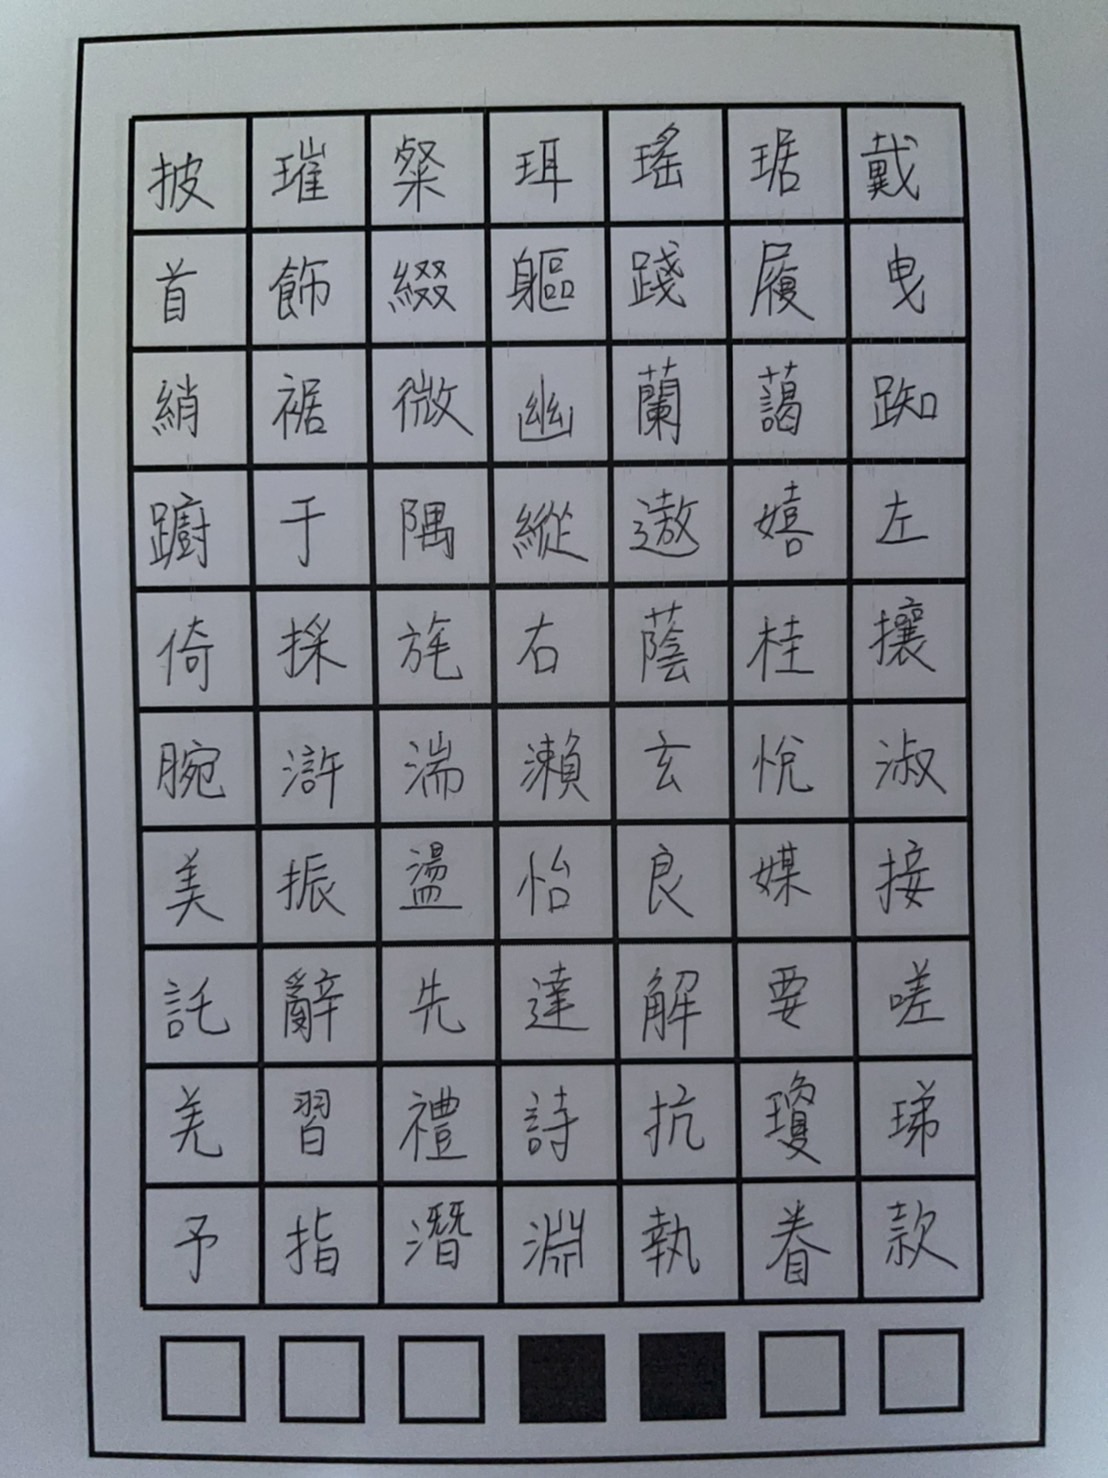 披璀粲珥瑤琚戴
首飾綴軀踐履曳
綃裾微幽蘭藹踟
躕于隅縱遨嬉左
倚採旄右蔭桂攘
腕滸湍瀨玄悅淑
美振盪怡良媒接
託辭先達解要嗟
羌習禮詩抗瓊珶
予指潛淵執眷款